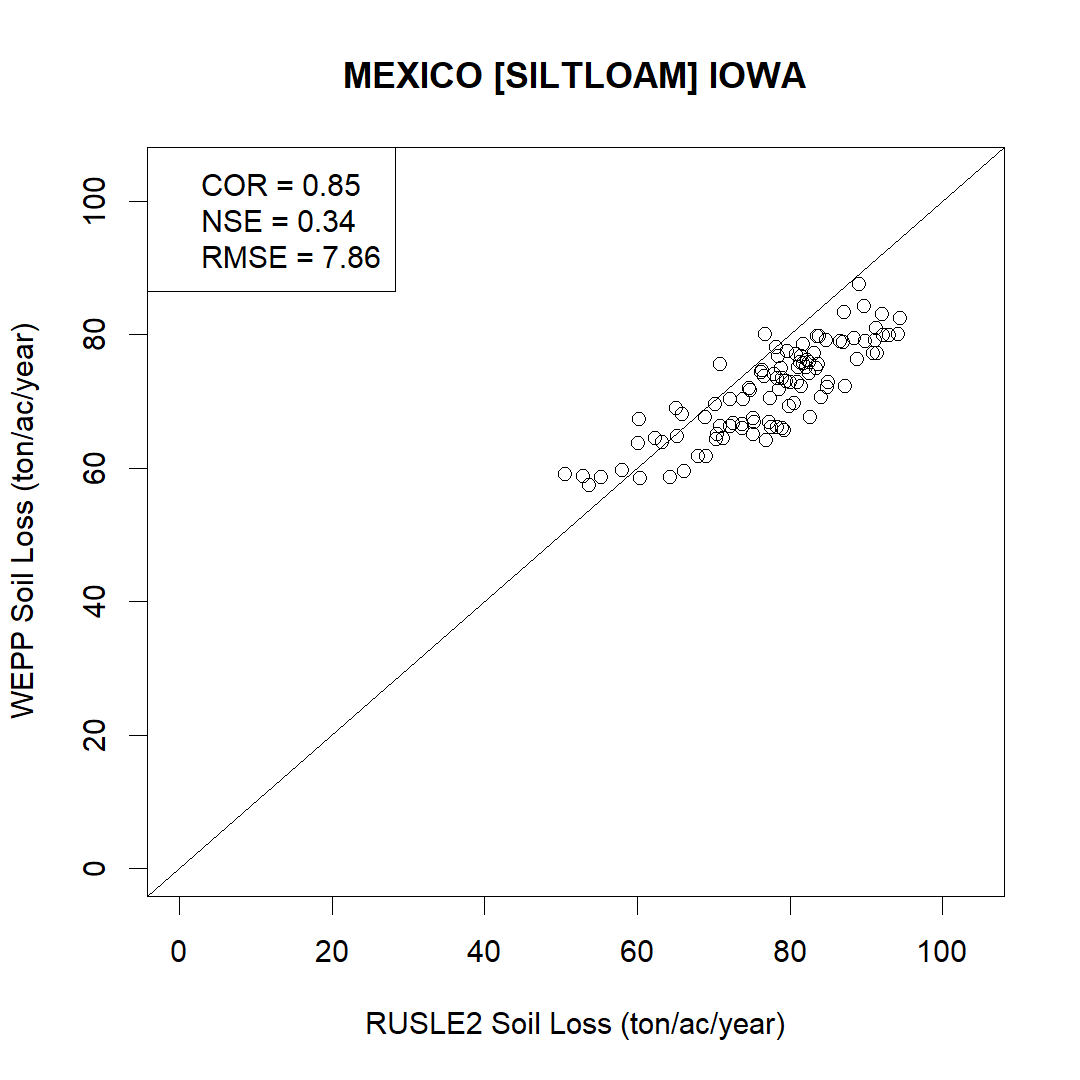 MEXICO [SILTLOAM] IOWA
COR = 0.85
NSE = 0.34
RMSE = 7.86
WEPP Soil Loss (ton/ac/year)
100
80
60
40
20
0
0 20 40 60 80 100
RUSLE2 Soil Loss (ton/ac/year)